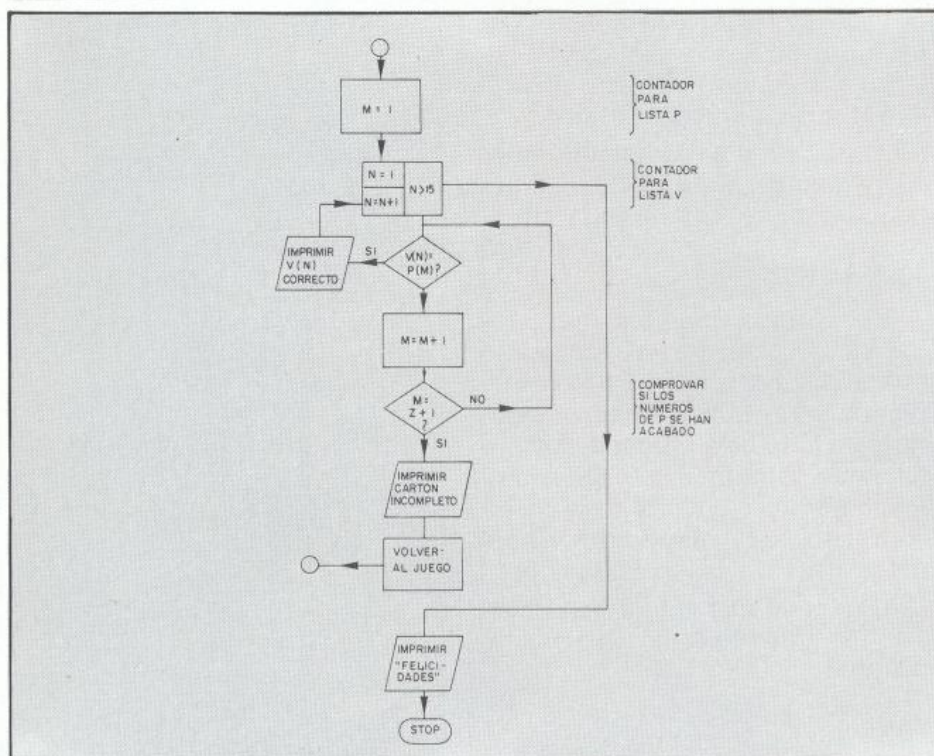 M = 1
CONTADOR
PARA
LISTA P
N = 1
N=N+1
N>15
CONTADOR
PARA
LISTA V
IMPRIMIR
V(N)
CORRECTO
SI
V(N)=
P(M)?
M = M + 1
M =
Z + 1
?
NO
SI
COMPROVAR
SI LOS
NUMEROS
DE P SE HAN
ACABADO
IMPRIMIR
CARTON
INCOMPLETO
VOLVER-
AL JUEGO
IMPRIMIR
"FELICI-
DADES"
STOP